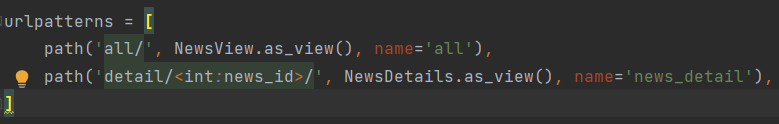 urlpatterns = [
    path('all/', NewsView.as_view(), name='all'),
    path('detail/<int:news_id>/', NewsDetails.as_view(), name='news_detail'),
]